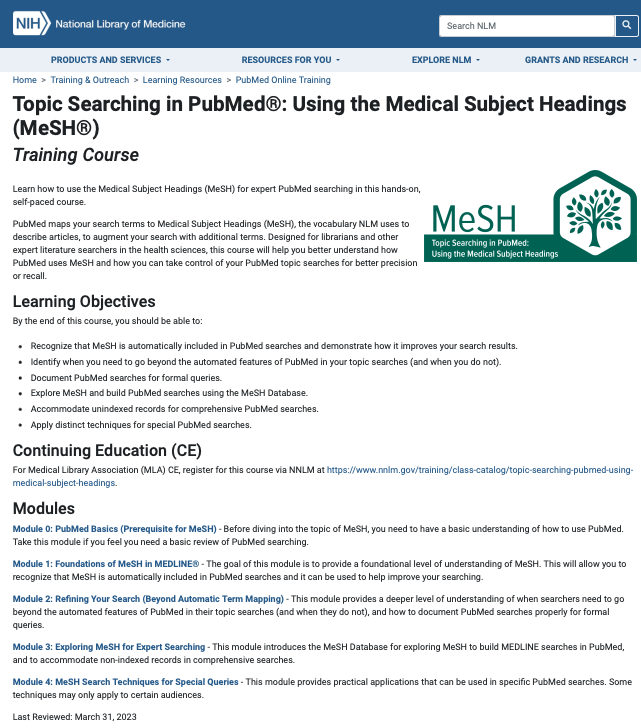 NIH National Library of Medicine
Search NLM
PRODUCTS AND SERVICES RESOURCES FOR YOU EXPLORE NLM GRANTS AND RESEARCH
Home > Training & Outreach > Learning Resources > PubMed Online Training
Topic Searching in PubMed®: Using the Medical Subject Headings
(MeSH®)
Training Course
Learn how to use the Medical Subject Headings (MeSH) for expert PubMed searching in this hands-on,
self-paced course.
PubMed maps your search terms to Medical Subject Headings (MeSH), the vocabulary NLM uses to
describe articles, to augment your search with additional terms. Designed for librarians and other
expert literature searchers in the health sciences, this course will help you better understand how
PubMed uses MeSH and how you can take control of your PubMed topic searches for better precision
or recall.
MeSH
Topic Searching in PubMed:
Using the Medical Subject Headings
Learning Objectives
By the end of this course, you should be able to:
• Recognize that MeSH is automatically included in PubMed searches and demonstrate how it improves your search results.
• Identify when you need to go beyond the automated features of PubMed in your topic searches (and when you do not).
• Document PubMed searches for formal queries.
• Explore MeSH and build PubMed searches using the MeSH Database.
• Accommodate unindexed records for comprehensive PubMed searches.
• Apply distinct techniques for special PubMed searches.
Continuing Education (CE)
For Medical Library Association (MLA) CE, register for this course via NNLM at https://www.nnlm.gov/training/class-catalog/topic-searching-pubmed-using-
medical-subject-headings.
Modules
Module 0: PubMed Basics (Prerequisite for MeSH) - Before diving into the topic of MeSH, you need to have a basic understanding of how to use PubMed.
Take this module if you feel you need a basic review of PubMed searching.
Module 1: Foundations of MeSH in MEDLINE® - The goal of this module is to provide a foundational level of understanding of MeSH. This will allow you to
recognize that MeSH is automatically included in PubMed searches and it can be used to help improve your searching.
Module 2: Refining Your Search (Beyond Automatic Term Mapping) - This module provides a deeper level of understanding of when searchers need to go
beyond the automated features of PubMed in their topic searches (and when they do not), and how to document PubMed searches properly for formal
queries.
Module 3: Exploring MeSH for Expert Searching - This module introduces the MeSH Database for exploring MeSH to build MEDLINE searches in PubMed,
and to accommodate non-indexed records in comprehensive searches.
Module 4: MeSH Search Techniques for Special Queries - This module provides practical applications that can be used in specific PubMed searches. Some
techniques may only apply to certain audiences.
Last Reviewed: March 31, 2023